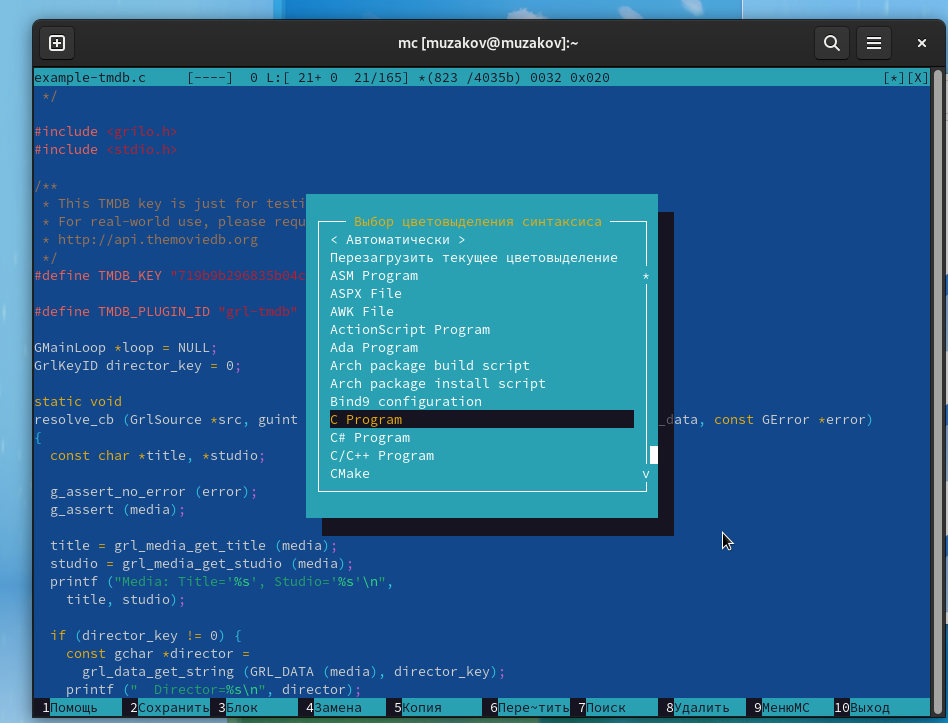 mc [muzakov@muzakov]:~
example-tmdb.c [----] 0 L:[ 21+ 0 21/165] *(823 /4035b) 0032 0x020 [*][X]
*/
#include <grilo.h>
#include <stdio.h>
/**
* This TMDB key is just for testi
* For real-world use, please requ
* http://api.themoviedb.org
*/
#define TMDB_KEY "719b9b296835b04c
#define TMDB_PLUGIN_ID "grl-tmdb"
GMainLoop *loop = NULL;
GrlKeyID director_key = 0;
static void
resolve_cb (GrlSource *src, guint _data, const GError *error)
{
const char *title, *studio;
g_assert_no_error (error);
g_assert (media);
title = grl_media_get_title (media);
studio = grl_media_get_studio (media);
printf ("Media: Title='%s', Studio='%s'\n",
title, studio);
if (director_key != 0) {
const gchar *director =
grl_data_get_string (GRL_DATA (media), director_key);
printf ("  Director=%s\n", director);
Выбор цветовыделения синтаксиса
< Автоматически >
Перезагрузить текущее цветовыделение
ASM Program
ASPX File
AWK File
ActionScript Program
Ada Program
Arch package build script
Arch package install script
Bind9 configuration
C Program
C# Program
C/C++ Program
CMake
1Помощь 2Сохранить 3Блок 4Замена 5Копия 6Пере~тить 7Поиск 8Удалить 9МенюMC 10Выход